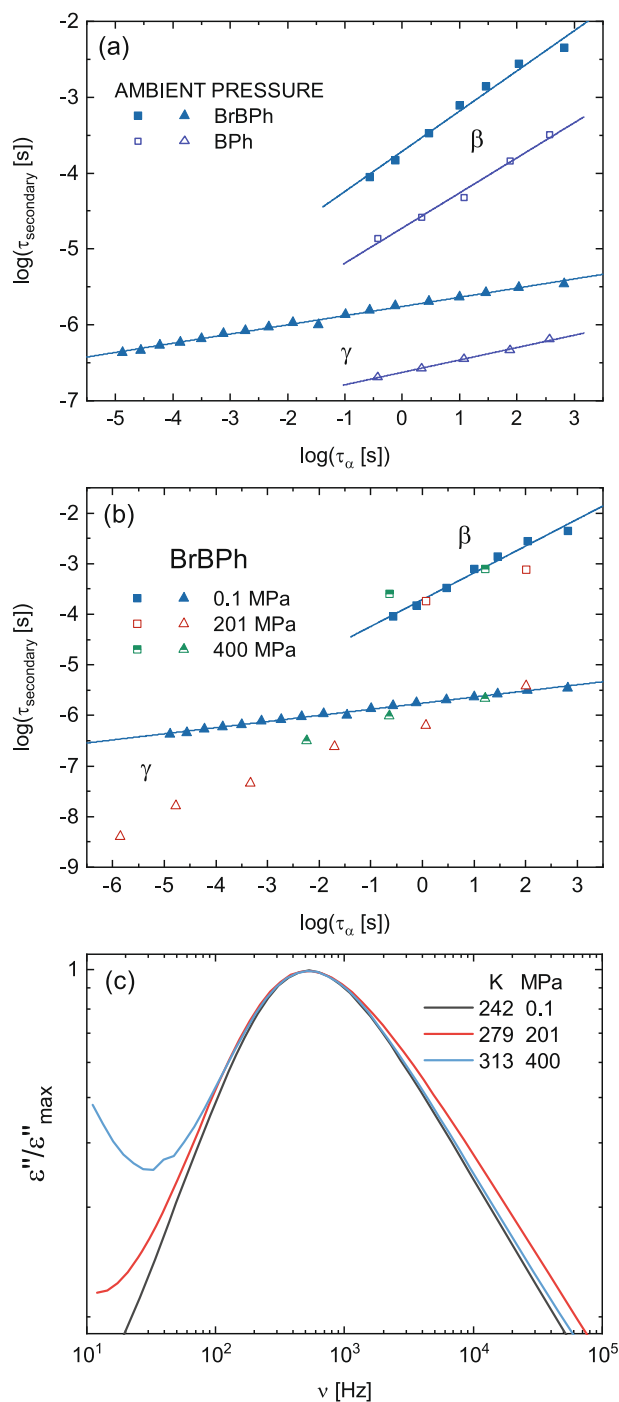 (a)
-2
-3
-4
-5
-6
-7
log(τsecondary [s])
AMBIENT PRESSURE
BrBPh
BPh
β
γ
-5 -4 -3 -2 -1 0 1 2 3
log(τα [s])
(b)
-2
-3
-4
-5
-6
-7
-8
-9
log(τsecondary [s])
BrBPh
0.1 MPa
201 MPa
400 MPa
β
γ
-6 -5 -4 -3 -2 -1 0 1 2 3
log(τα [s])
(c)
1
ε''/ε''max
K MPa
242 0.1
279 201
313 400
10¹ 10² 10³ 10⁴ 10⁵
ν [Hz]